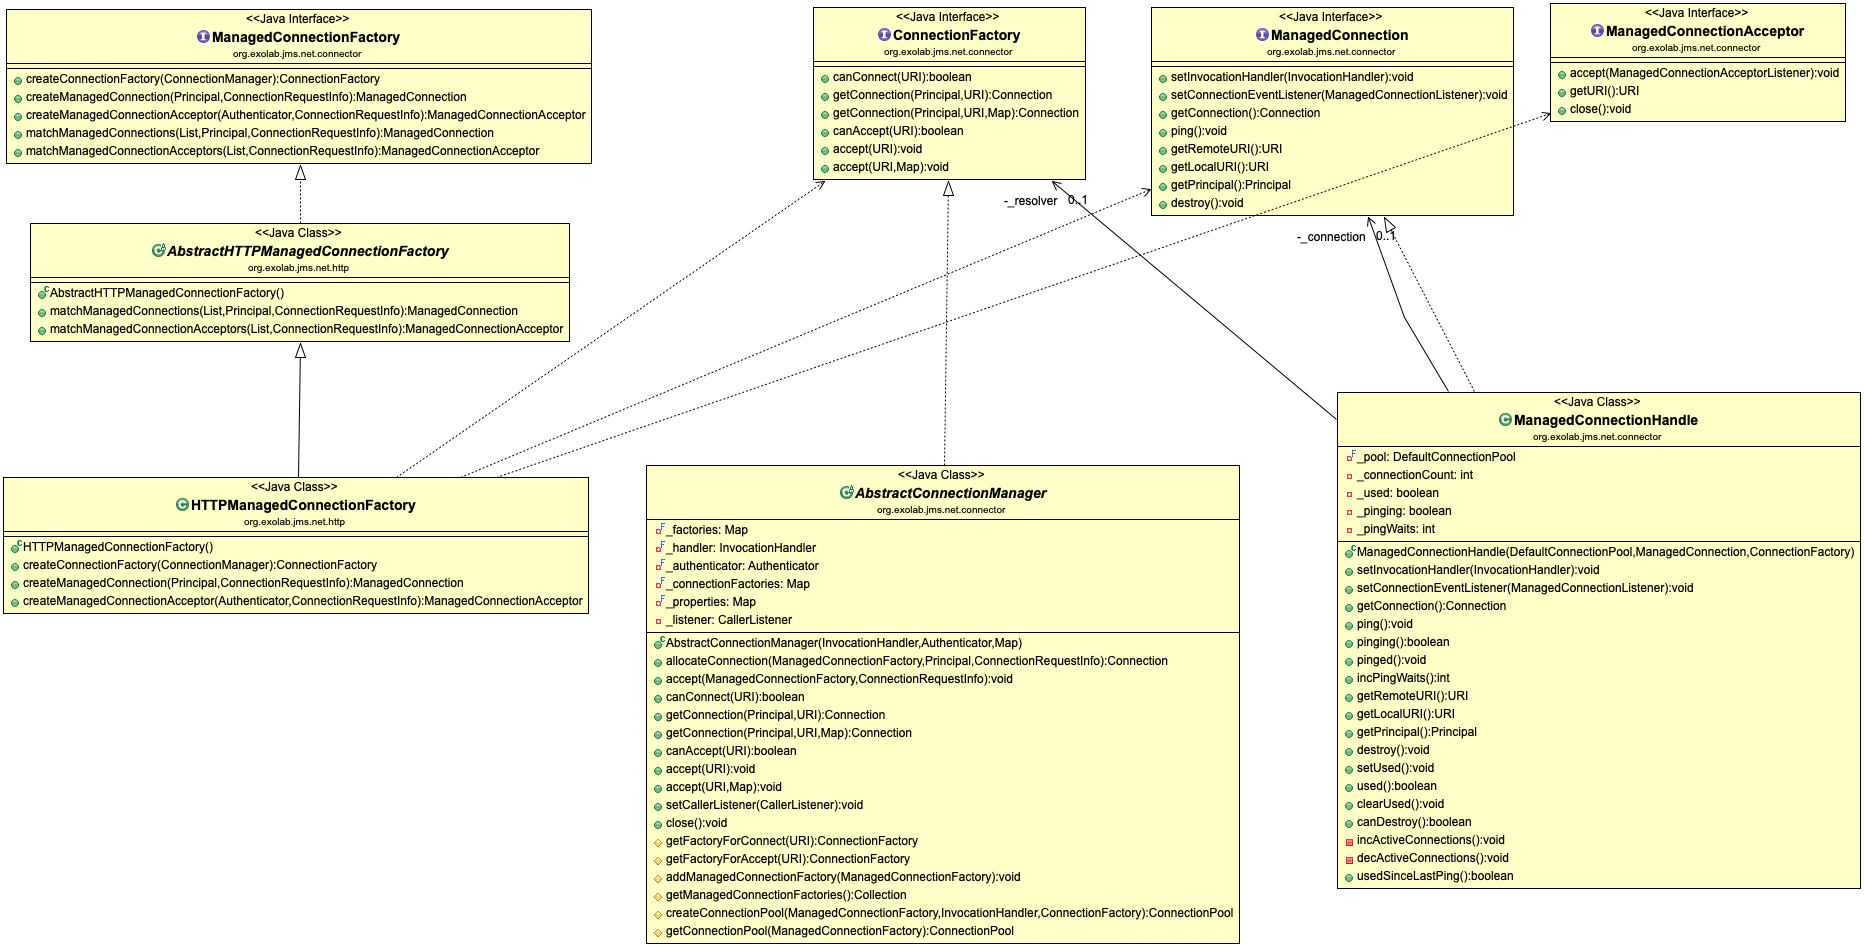 <<Java Interface>>
ManagedConnectionFactory
org.exolab.jms.net.connector
createConnectionFactory(ConnectionManager):ConnectionFactory
createManagedConnection(Principal,ConnectionRequestInfo):ManagedConnection
createManagedConnectionAcceptor(Authenticator,ConnectionRequestInfo):ManagedConnectionAcceptor
matchManagedConnections(List,Principal,ConnectionRequestInfo):ManagedConnection
matchManagedConnectionAcceptors(List,ConnectionRequestInfo):ManagedConnectionAcceptor
<<Java Interface>>
ConnectionFactory
org.exolab.jms.net.connector
canConnect(URI):boolean
getConnection(Principal,URI):Connection
getConnection(Principal,URI,Map):Connection
canAccept(URI):boolean
accept(URI):void
accept(URI,Map):void
<<Java Interface>>
ManagedConnection
org.exolab.jms.net.connector
setInvocationHandler(InvocationHandler):void
setConnectionEventListener(ManagedConnectionListener):void
getConnection():Connection
ping():void
getRemoteURI():URI
getLocalURI():URI
getPrincipal():Principal
destroy():void
<<Java Interface>>
ManagedConnectionAcceptor
org.exolab.jms.net.connector
accept(ManagedConnectionAcceptorListener):void
getURI():URI
close():void
-_resolver 0..1
-_connection 0..1
<<Java Class>>
AbstractHTTPManagedConnectionFactory
org.exolab.jms.net.http
AbstractHTTPManagedConnectionFactory()
matchManagedConnections(List,Principal,ConnectionRequestInfo):ManagedConnection
matchManagedConnectionAcceptors(List,ConnectionRequestInfo):ManagedConnectionAcceptor
<<Java Class>>
HTTPManagedConnectionFactory
org.exolab.jms.net.http
HTTPManagedConnectionFactory()
createConnectionFactory(ConnectionManager):ConnectionFactory
createManagedConnection(Principal,ConnectionRequestInfo):ManagedConnection
createManagedConnectionAcceptor(Authenticator,ConnectionRequestInfo):ManagedConnectionAcceptor
<<Java Class>>
AbstractConnectionManager
org.exolab.jms.net.connector
_factories: Map
_handler: InvocationHandler
_authenticator: Authenticator
_connectionFactories: Map
_properties: Map
_listener: CallerListener
AbstractConnectionManager(InvocationHandler,Authenticator,Map)
allocateConnection(ManagedConnectionFactory,Principal,ConnectionRequestInfo):Connection
accept(ManagedConnectionFactory,ConnectionRequestInfo):void
canConnect(URI):boolean
getConnection(Principal,URI):Connection
getConnection(Principal,URI,Map):Connection
canAccept(URI):boolean
accept(URI):void
accept(URI,Map):void
setCallerListener(CallerListener):void
close():void
getFactoryForConnect(URI):ConnectionFactory
getFactoryForAccept(URI):ConnectionFactory
addManagedConnectionFactory(ManagedConnectionFactory):void
getManagedConnectionFactories():Collection
createConnectionPool(ManagedConnectionFactory,InvocationHandler,ConnectionFactory):ConnectionPool
getConnectionPool(ManagedConnectionFactory):ConnectionPool
<<Java Class>>
ManagedConnectionHandle
org.exolab.jms.net.connector
_pool: DefaultConnectionPool
_connectionCount: int
_used: boolean
_pinging: boolean
_pingWaits: int
ManagedConnectionHandle(DefaultConnectionPool,ManagedConnection,ConnectionFactory)
setInvocationHandler(InvocationHandler):void
setConnectionEventListener(ManagedConnectionListener):void
getConnection():Connection
ping():void
pinging():boolean
pinged():void
incPingWaits():int
getRemoteURI():URI
getLocalURI():URI
getPrincipal():Principal
destroy():void
setUsed():void
used():boolean
clearUsed():void
canDestroy():boolean
incActiveConnections():void
decActiveConnections():void
usedSinceLastPing():boolean